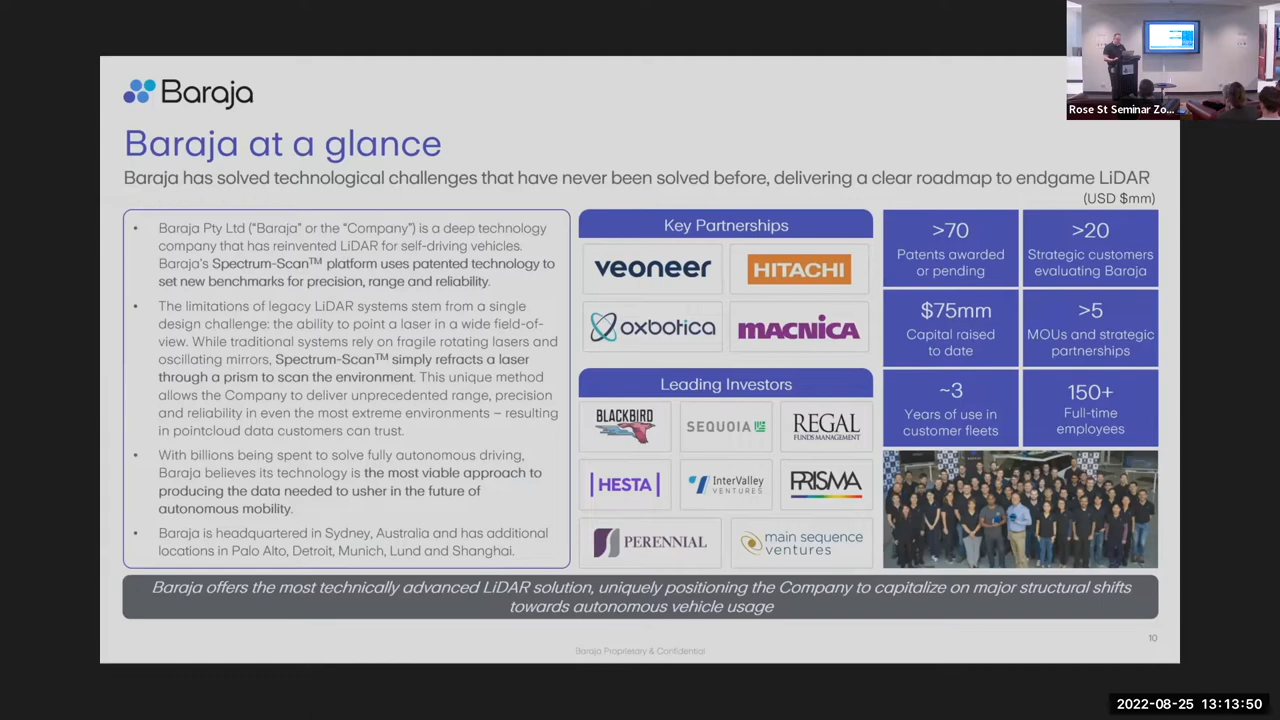 Rose St Seminar Zo...
Baraja
Baraja at a glance
Baraja has solved technological challenges that have never been solved before, delivering a clear roadmap to endgame LiDAR
(USD $mm)
• Baraja Pty Ltd (“Baraja” or the “Company”) is a deep technology
company that has reinvented LiDAR for self-driving vehicles.
Baraja’s Spectrum-Scan™ platform uses patented technology to
set new benchmarks for precision, range and reliability.
• The limitations of legacy LiDAR systems stem from a single
design challenge: the ability to point a laser in a wide field-of-
view. While traditional systems rely on fragile rotating lasers and
oscillating mirrors, Spectrum-Scan™ simply refracts a laser
through a prism to scan the environment. This unique method
allows the Company to deliver unprecedented range, precision
and reliability in even the most extreme environments – resulting
in pointcloud data customers can trust.
• With billions being spent to solve fully autonomous driving,
Baraja believes its technology is the most viable approach to
producing the data needed to usher in the future of
autonomous mobility.
• Baraja is headquartered in Sydney, Australia and has additional
locations in Palo Alto, Detroit, Munich, Lund and Shanghai.
Key Partnerships
veoneer
HITACHI
oxbotica
MACNICA
Leading Investors
BLACKBIRD
SEQUOIA
REGAL
FUNDS MANAGEMENT
HESTA
InterValley
VENTURES
PRISMA
PERENNIAL
main sequence
ventures
>70
Patents awarded
or pending
>20
Strategic customers
evaluating Baraja
$75mm
Capital raised
to date
>5
MOUs and strategic
partnerships
~3
Years of use in
customer fleets
150+
Full-time
employees
Baraja offers the most technically advanced LiDAR solution, uniquely positioning the Company to capitalize on major structural shifts
towards autonomous vehicle usage
10
Baraja Proprietary & Confidential
2022-08-25 13:13:50